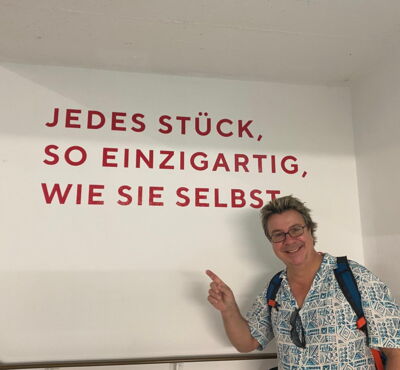 JEDES STÜCK,
SO EINZIGARTIG,
WIE SIE SELBST